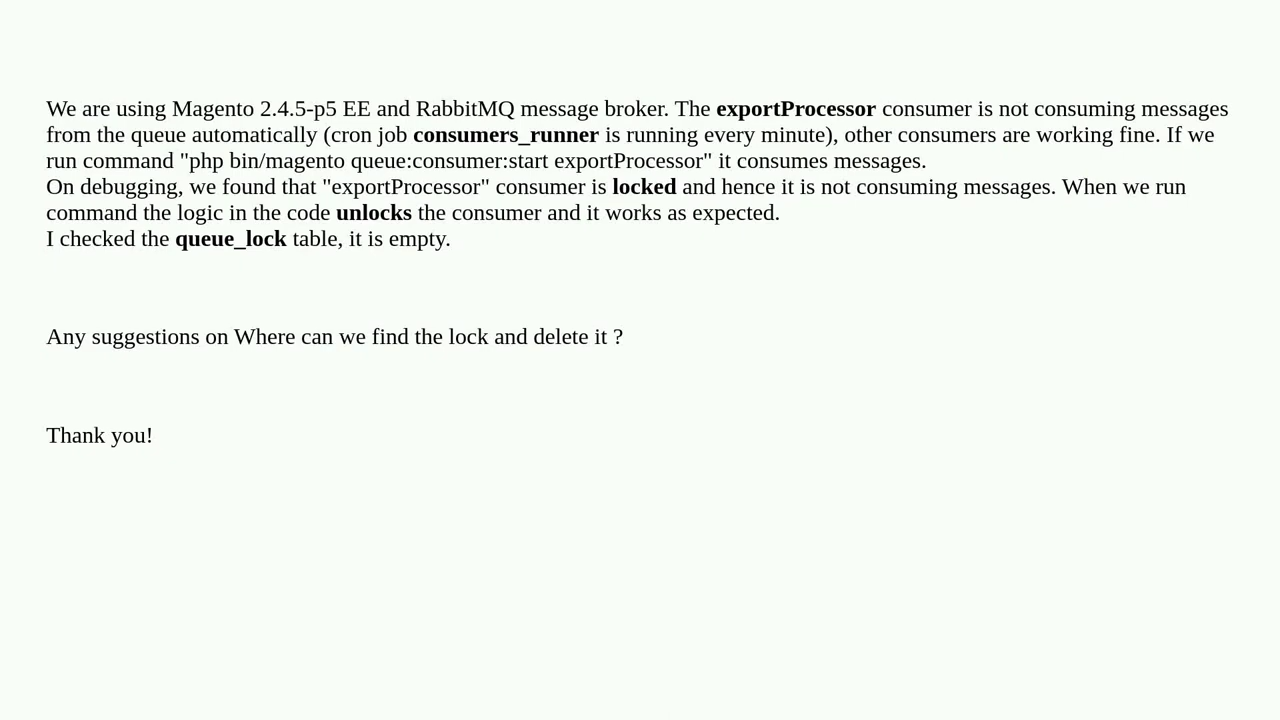 We are using Magento 2.4.5-p5 EE and RabbitMQ message broker. The exportProcessor consumer is not consuming messages
from the queue automatically (cron job consumers_runner is running every minute), other consumers are working fine. If we
run command "php bin/magento queue:consumer:start exportProcessor" it consumes messages.
On debugging, we found that "exportProcessor" consumer is locked and hence it is not consuming messages. When we run
command the logic in the code unlocks the consumer and it works as expected.
I checked the queue_lock table, it is empty.
Any suggestions on Where can we find the lock and delete it ?
Thank you!